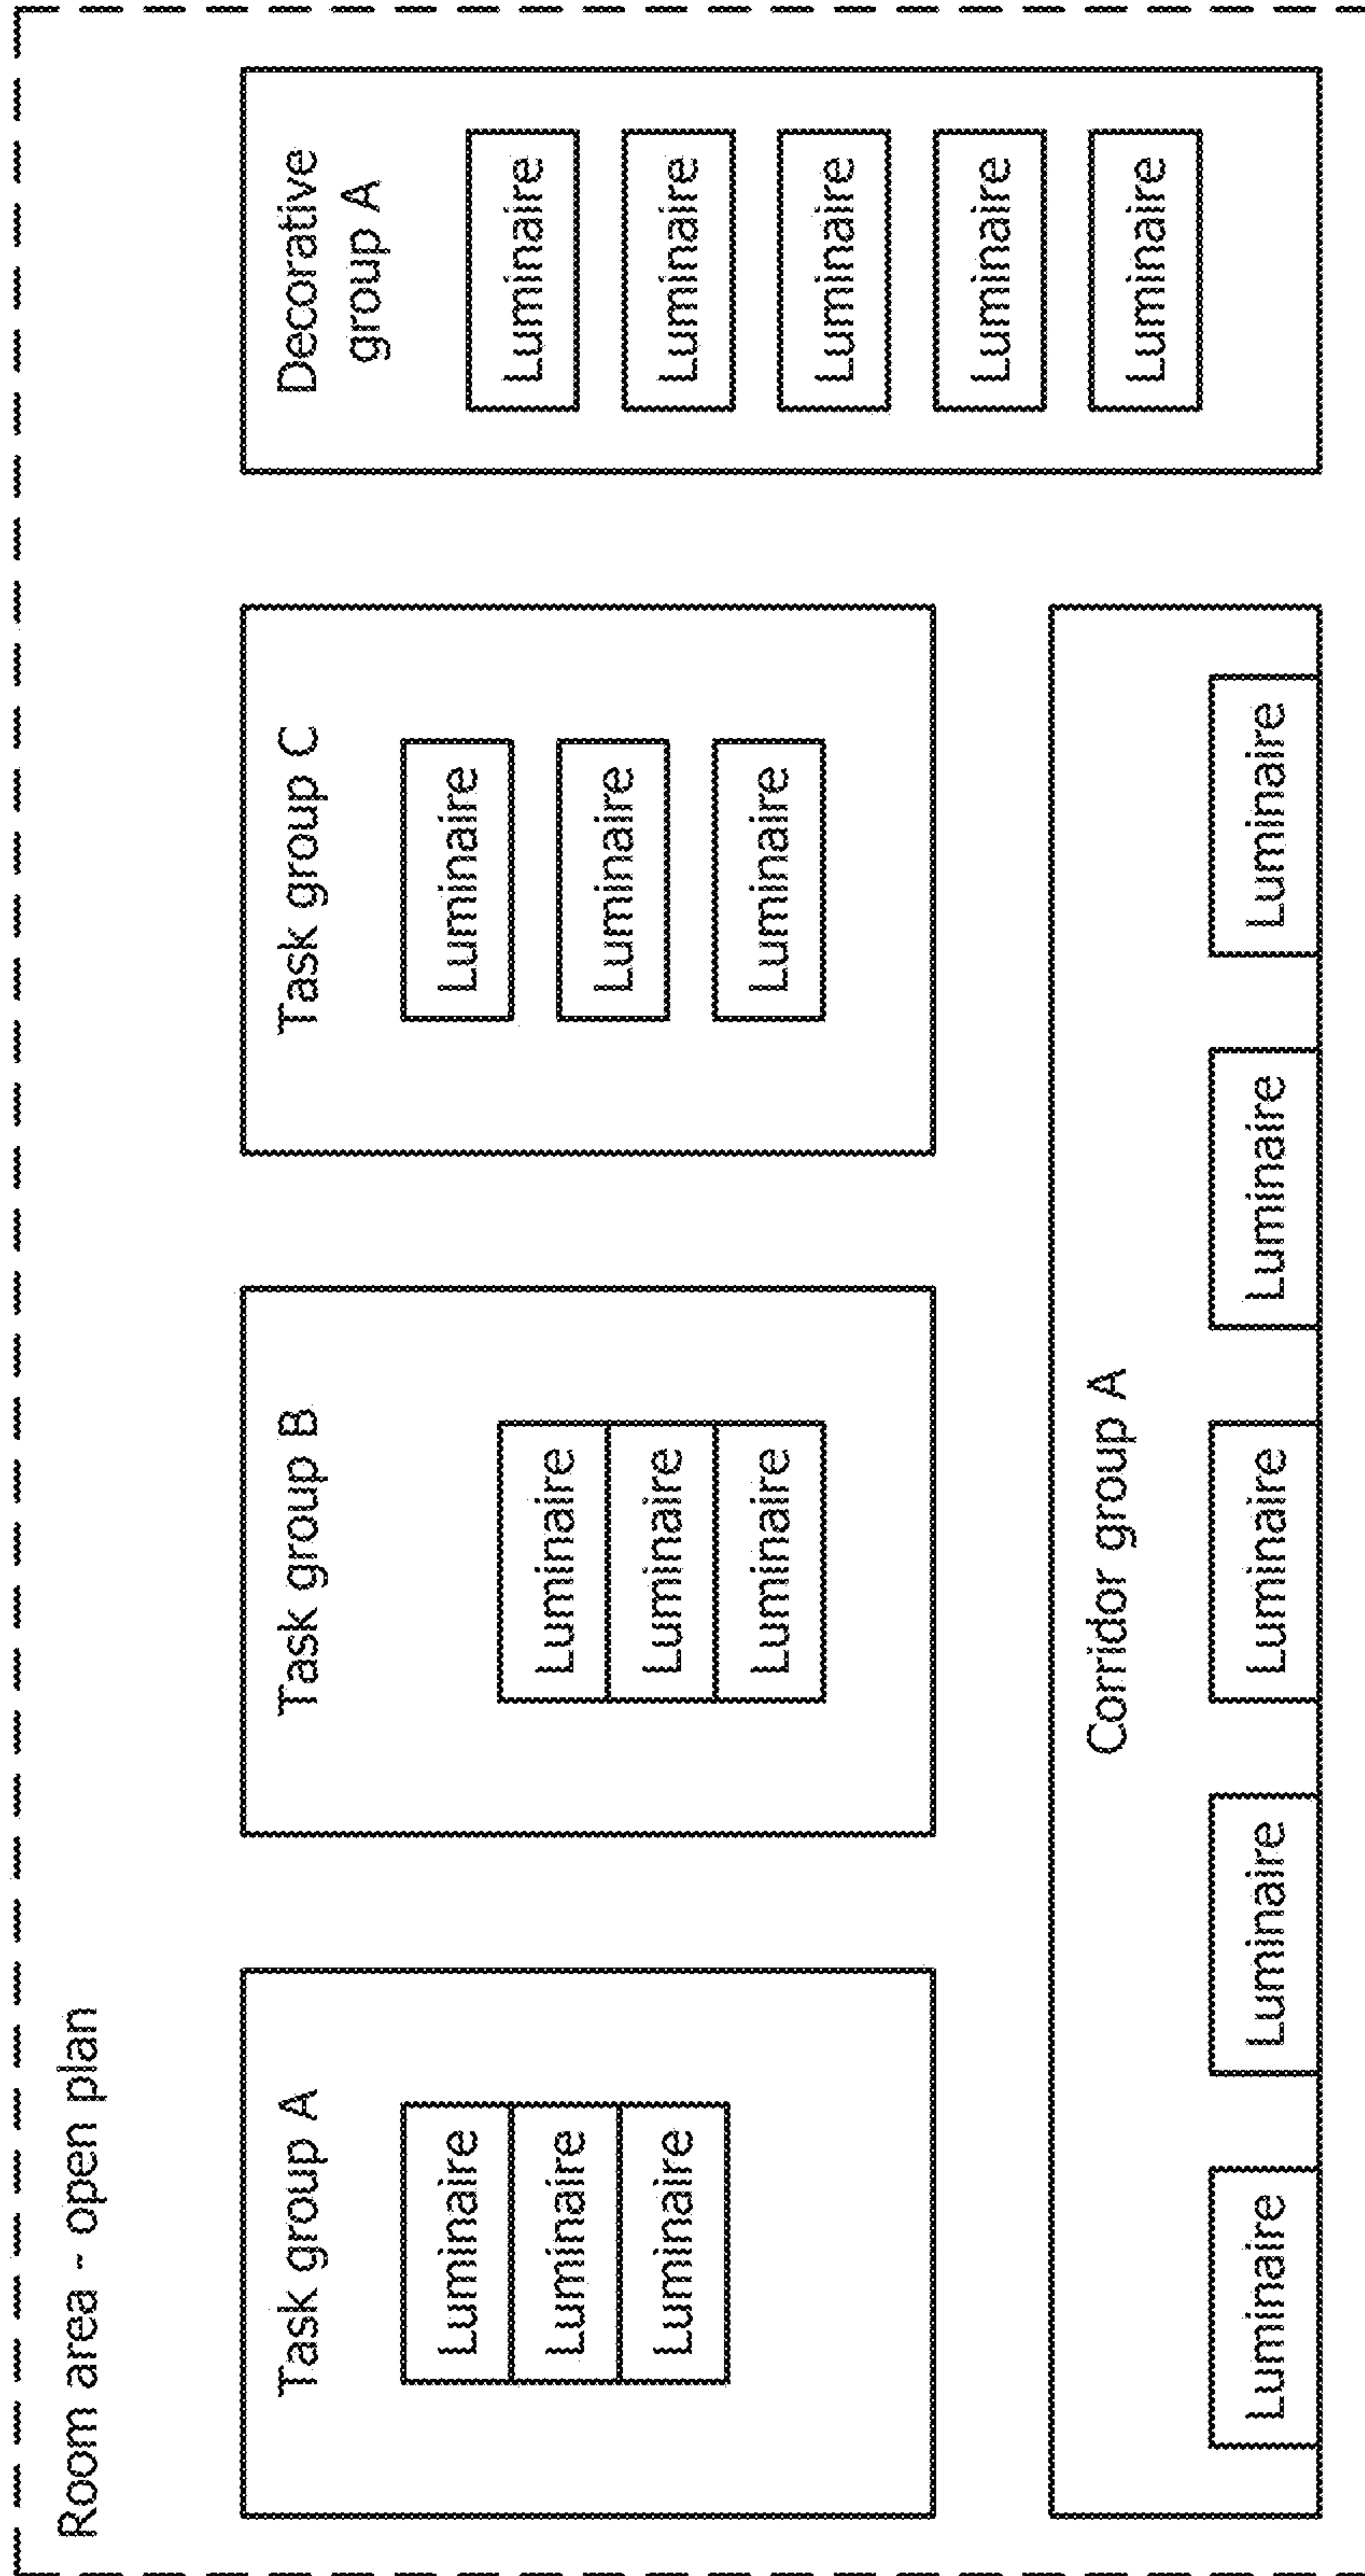 Room area - open plan
Task group A
Luminaire
Luminaire
Luminaire
Task group B
Luminaire
Luminaire
Luminaire
Task group C
Luminaire
Luminaire
Luminaire
Decorative
group A
Luminaire
Luminaire
Luminaire
Luminaire
Luminaire
Corridor group A
Luminaire
Luminaire
Luminaire
Luminaire
Luminaire